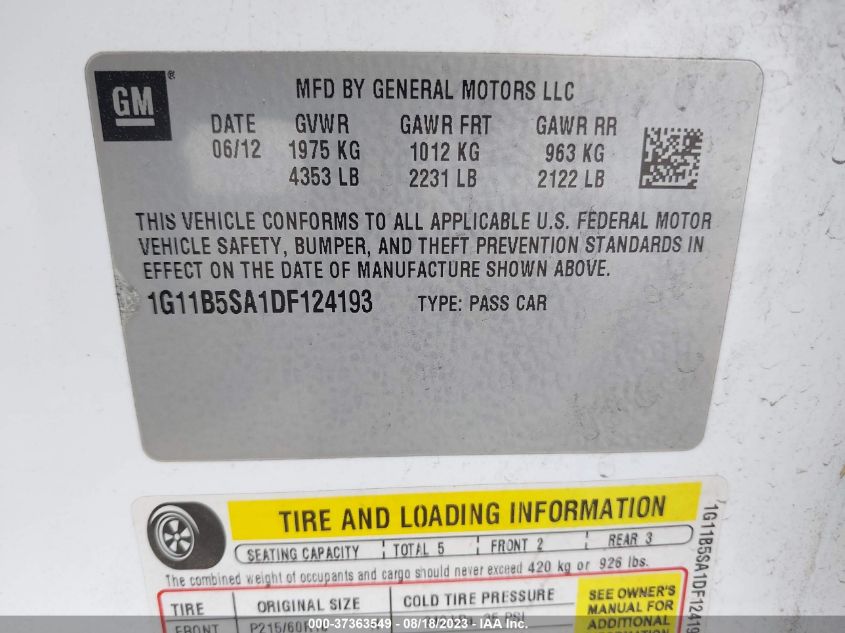 GM ®
MFD BY GENERAL MOTORS LLC
DATE GVWR GAWR FRT GAWR RR
06/12 1975 KG 1012 KG 963 KG
4353 LB 2231 LB 2122 LB
THIS VEHICLE CONFORMS TO ALL APPLICABLE U.S. FEDERAL MOTOR
VEHICLE SAFETY, BUMPER, AND THEFT PREVENTION STANDARDS IN
EFFECT ON THE DATE OF MANUFACTURE SHOWN ABOVE.
1G11B5SA1DF124193 TYPE: PASS CAR
TIRE AND LOADING INFORMATION
SEATING CAPACITY TOTAL 5 FRONT 2 REAR 3
The combined weight of occupants and cargo should never exceed 420 kg or 926 lbs.
TIRE ORIGINAL SIZE COLD TIRE PRESSURE
SEE OWNER'S
MANUAL FOR
ADDITIONAL
INFORMATION
FRONT PSI
1G11B5SA1DF12419
000-37363549 - 08/18/2023 - IAA Inc.